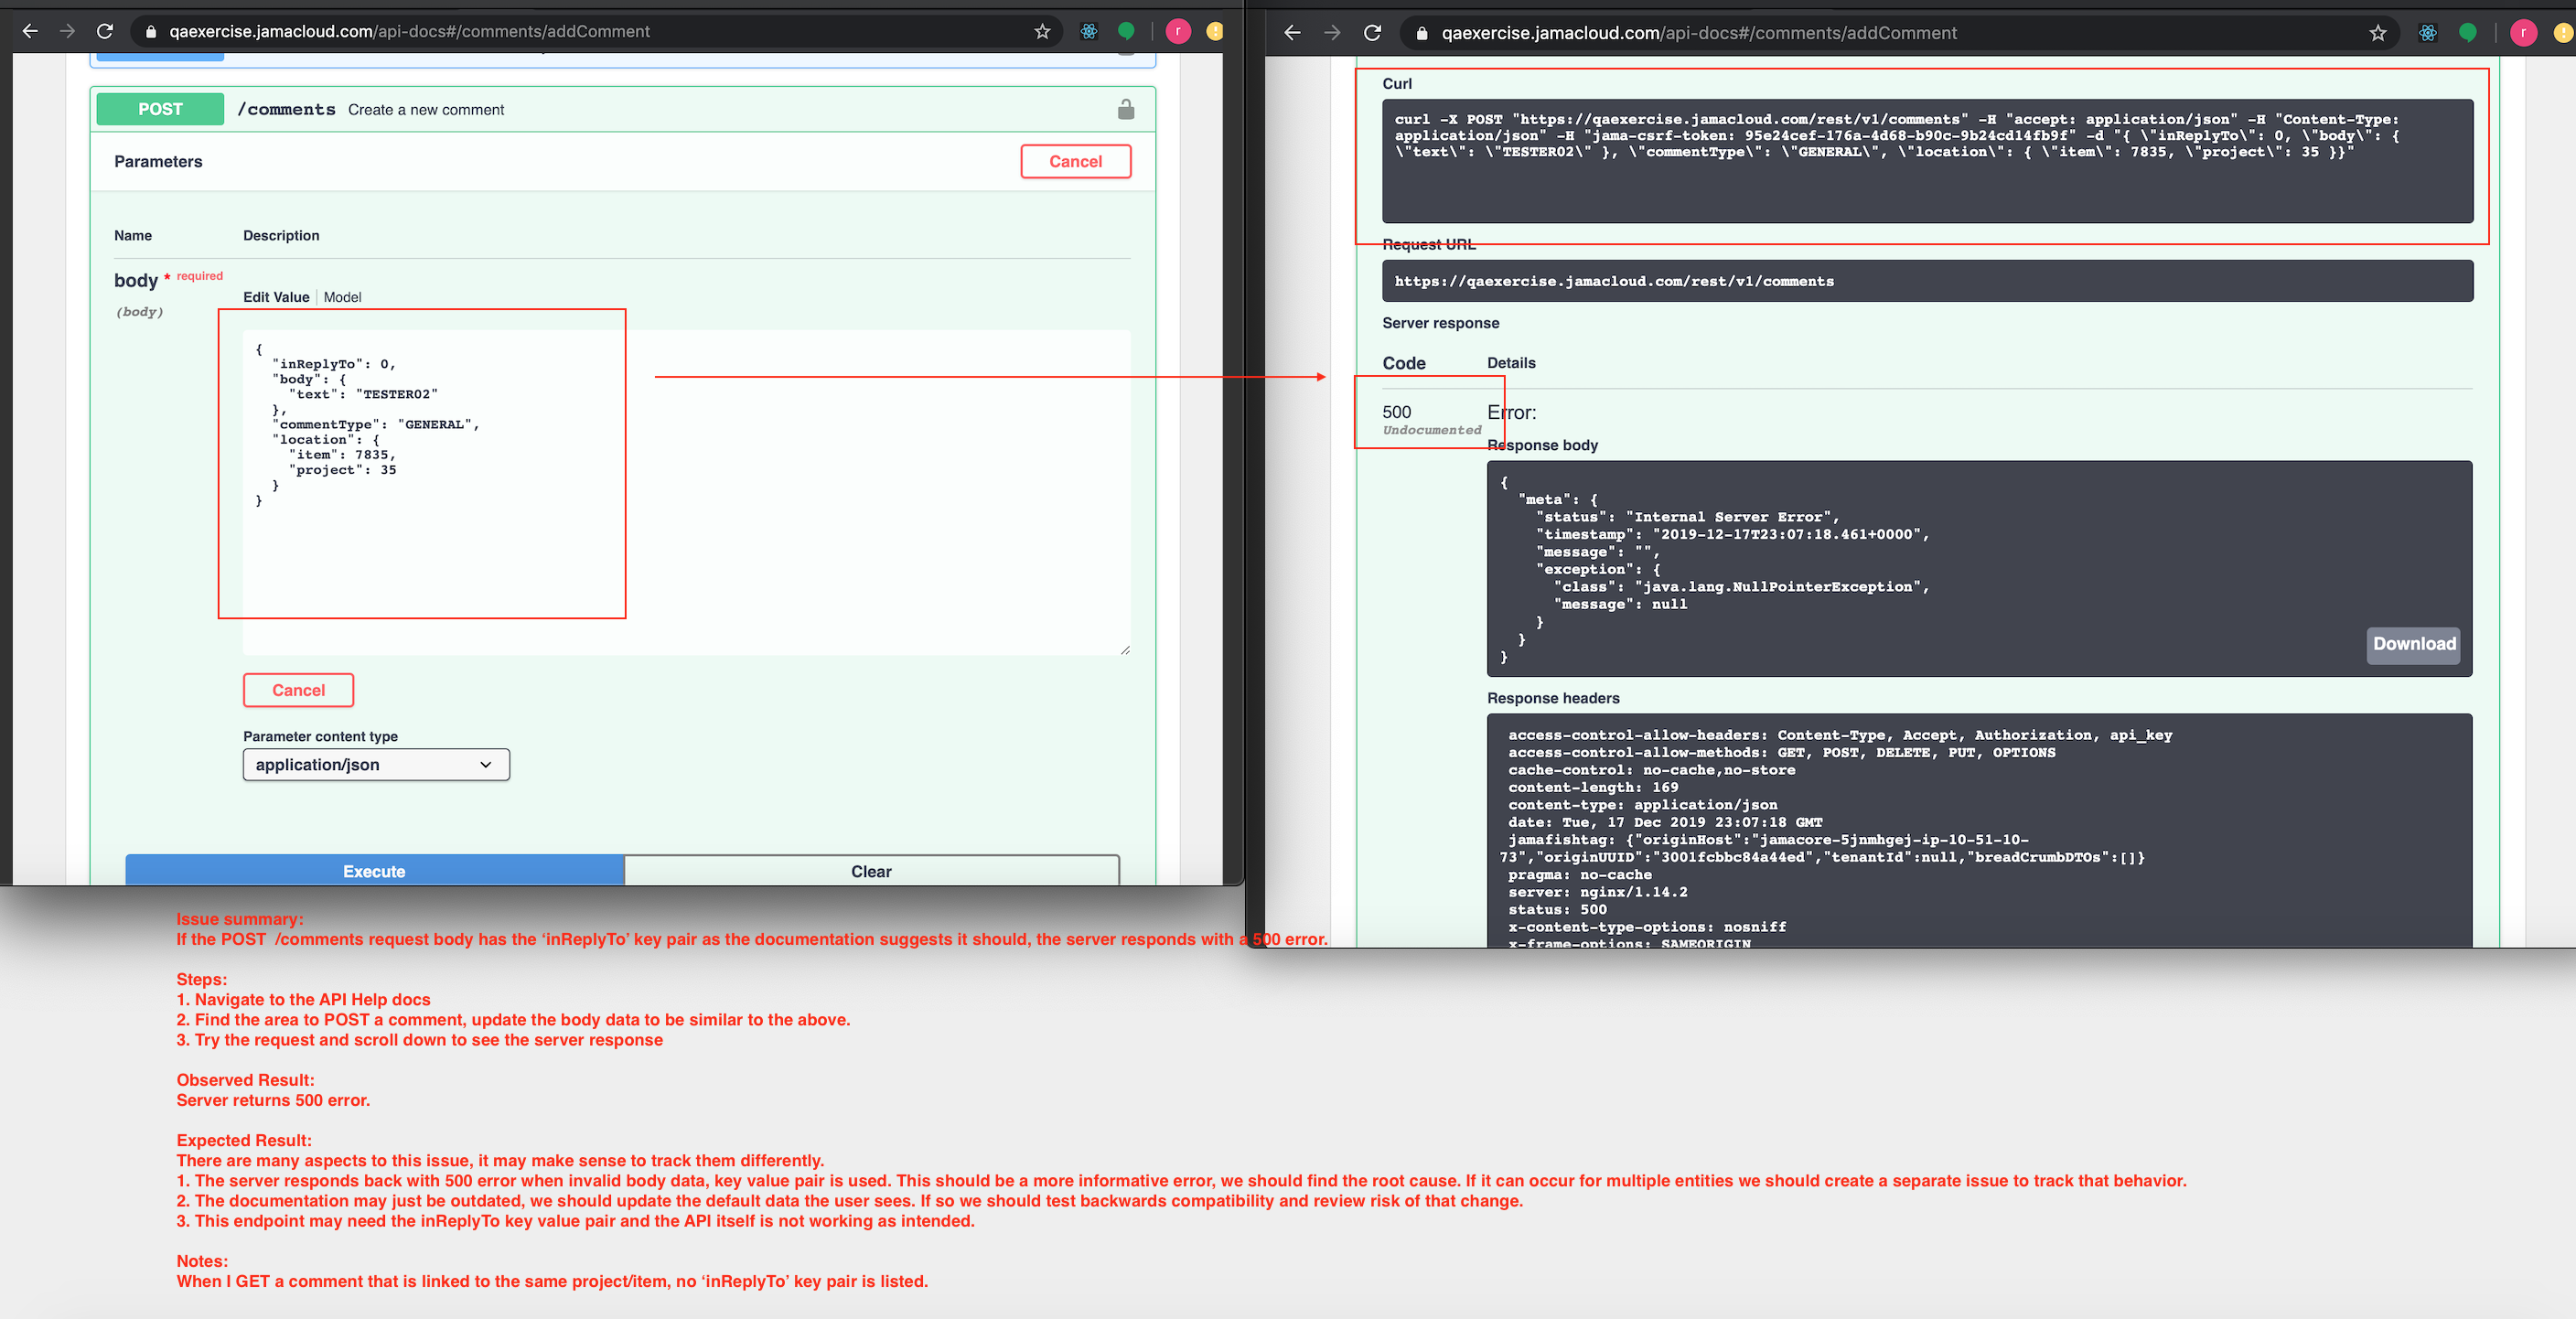 qaexercise.jamacloud.com/api-docs#/comments/addComment
r
POST /comments Create a new comment
Parameters
Cancel
Name Description
body * required
(body)
Edit Value | Model
{
"inReplyTo": 0,
"body": {
"text": "TESTER02"
},
"commentType": "GENERAL",
"location": {
"item": 7835,
"project": 35
}
}
Cancel
Parameter content type
application/json
Execute Clear
qaexercise.jamacloud.com/api-docs#/comments/addComment
r
Curl
curl -X POST "https://qaexercise.jamacloud.com/rest/v1/comments" -H "accept: application/json" -H "Content-Type:
application/json" -H "jama-csrf-token: 95e24cef-176a-4d68-b90c-9b24cd14fb9f" -d "{ \"inReplyTo\": 0, \"body\": {
\"text\": \"TESTER02\" }, \"commentType\": \"GENERAL\", \"location\": { \"item\": 7835, \"project\": 35 }}"
Request URL
https://qaexercise.jamacloud.com/rest/v1/comments
Server response
Code Details
500 Error:
Undocumented
Response body
{
"meta": {
"status": "Internal Server Error",
"timestamp": "2019-12-17T23:07:18.461+0000",
"message": "",
"exception": {
"class": "java.lang.NullPointerException",
"message": null
}
}
}
Download
Response headers
access-control-allow-headers: Content-Type, Accept, Authorization, api_key
access-control-allow-methods: GET, POST, DELETE, PUT, OPTIONS
cache-control: no-cache,no-store
content-length: 169
content-type: application/json
date: Tue, 17 Dec 2019 23:07:18 GMT
jamafishtag: {"originHost":"jamacore-5jnmhgej-ip-10-51-10-
73","originUUID":"3001fcbbc84a44ed","tenantId":null,"breadCrumbDTOs":[]}
pragma: no-cache
server: nginx/1.14.2
status: 500
x-content-type-options: nosniff
x-frame-options: SAMEORIGIN
Issue summary:
If the POST /comments request body has the ‘inReplyTo’ key pair as the documentation suggests it should, the server responds with a 500 error.
Steps:
1. Navigate to the API Help docs
2. Find the area to POST a comment, update the body data to be similar to the above.
3. Try the request and scroll down to see the server response
Observed Result:
Server returns 500 error.
Expected Result:
There are many aspects to this issue, it may make sense to track them differently.
1. The server responds back with 500 error when invalid body data, key value pair is used. This should be a more informative error, we should find the root cause. If it can occur for multiple entities we should create a separate issue to track that behavior.
2. The documentation may just be outdated, we should update the default data the user sees. If so we should test backwards compatibility and review risk of that change.
3. This endpoint may need the inReplyTo key value pair and the API itself is not working as intended.
Notes:
When I GET a comment that is linked to the same project/item, no ‘inReplyTo’ key pair is listed.